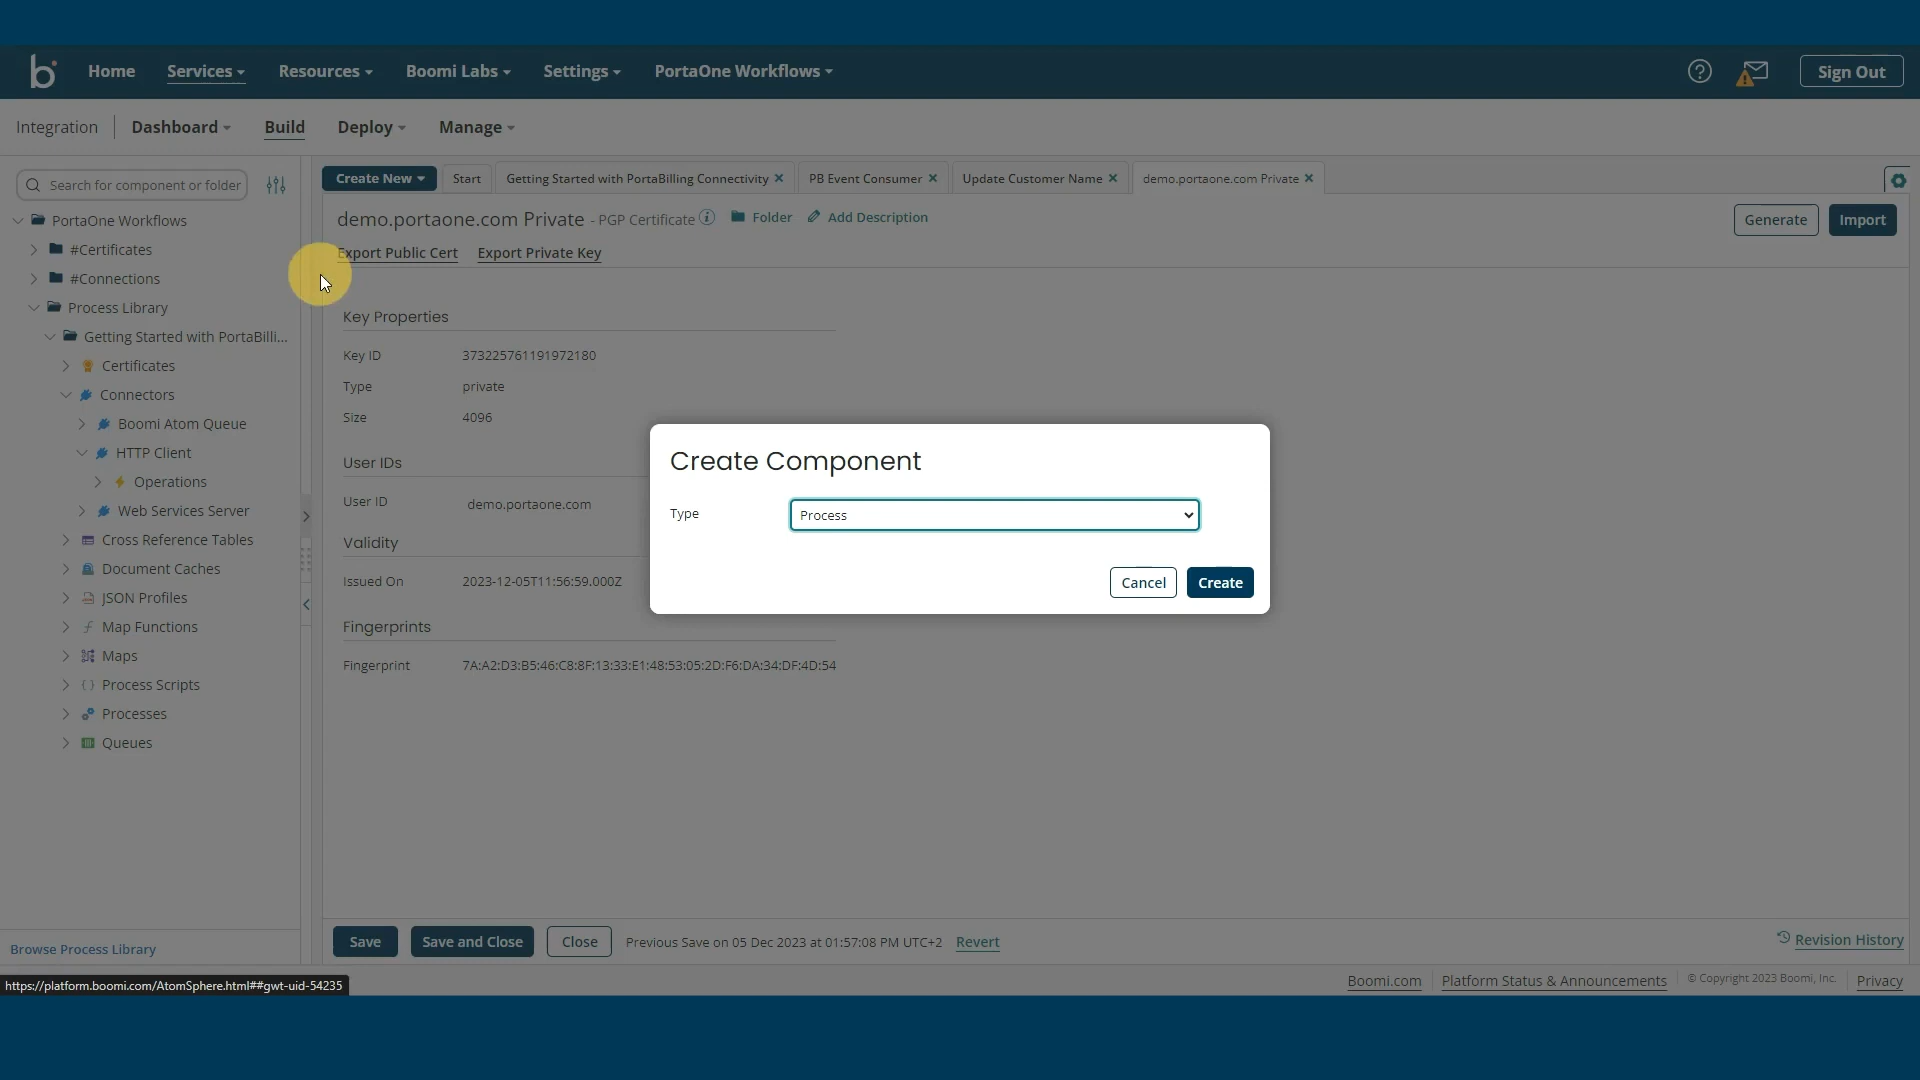 b Home Services Resources Boomi Labs Settings PortaOne Workflows ? Sign Out
Integration Dashboard Build Deploy Manage
Search for component or folder
PortaOne Workflows
#Certificates
#Connections
Process Library
Getting Started with PortaBilli...
Certificates
Connectors
Boomi Atom Queue
HTTP Client
Operations
Web Services Server
Cross Reference Tables
Document Caches
JSON Profiles
Map Functions
Maps
Process Scripts
Processes
Queues
Browse Process Library
https://platform.boomi.com/AtomSphere.html##gwt-uid-54235
Create New Start Getting Started with PortaBilling Connectivity PB Event Consumer Update Customer Name demo.portaone.com Private
demo.portaone.com Private - PGP Certificate Folder Add Description Generate Import
Export Public Cert Export Private Key
Key Properties
Key ID 373225761191972180
Type private
Size 4096
User IDs
User ID demo.portaone.com
Validity
Issued On 2023-12-05T11:56:59.000Z
Fingerprints
Fingerprint 7A:A2:D3:B5:46:C8:8F:13:33:E1:48:53:05:2D:F6:DA:34:DF:4D:54
Create Component
Type Process
Cancel Create
Save Save and Close Close Previous Save on 05 Dec 2023 at 01:57:08 PM UTC+2 Revert Revision History
Boomi.com Platform Status & Announcements © Copyright 2023 Boomi, Inc. Privacy